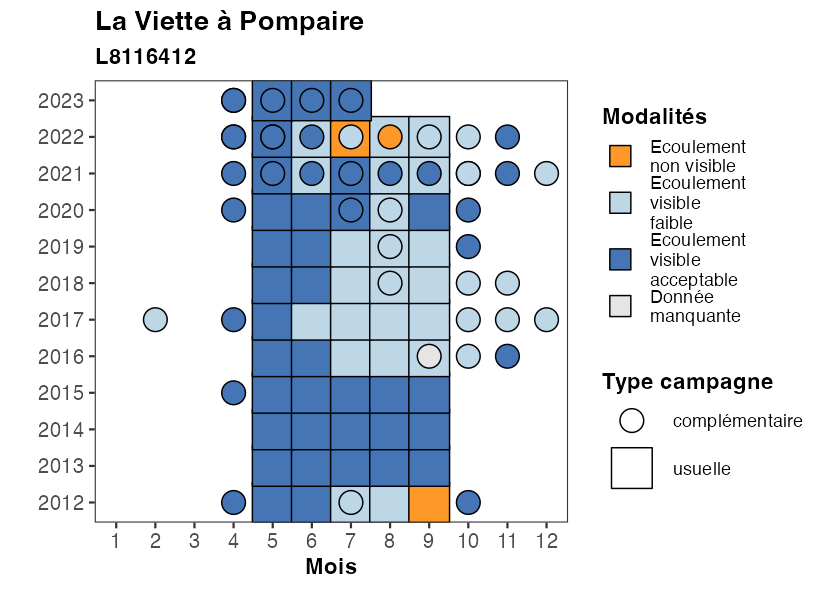 La Viette à Pompaire
L8116412
2023
2022
2021
2020
2019
2018
2017
2016
2015
2014
2013
2012
1 2 3 4 5 6 7 8 9 10 11 12
Mois
Modalités
Ecoulement
non visible
Ecoulement
visible
faible
Ecoulement
visible
acceptable
Donnée
manquante
Type campagne
complémentaire
usuelle